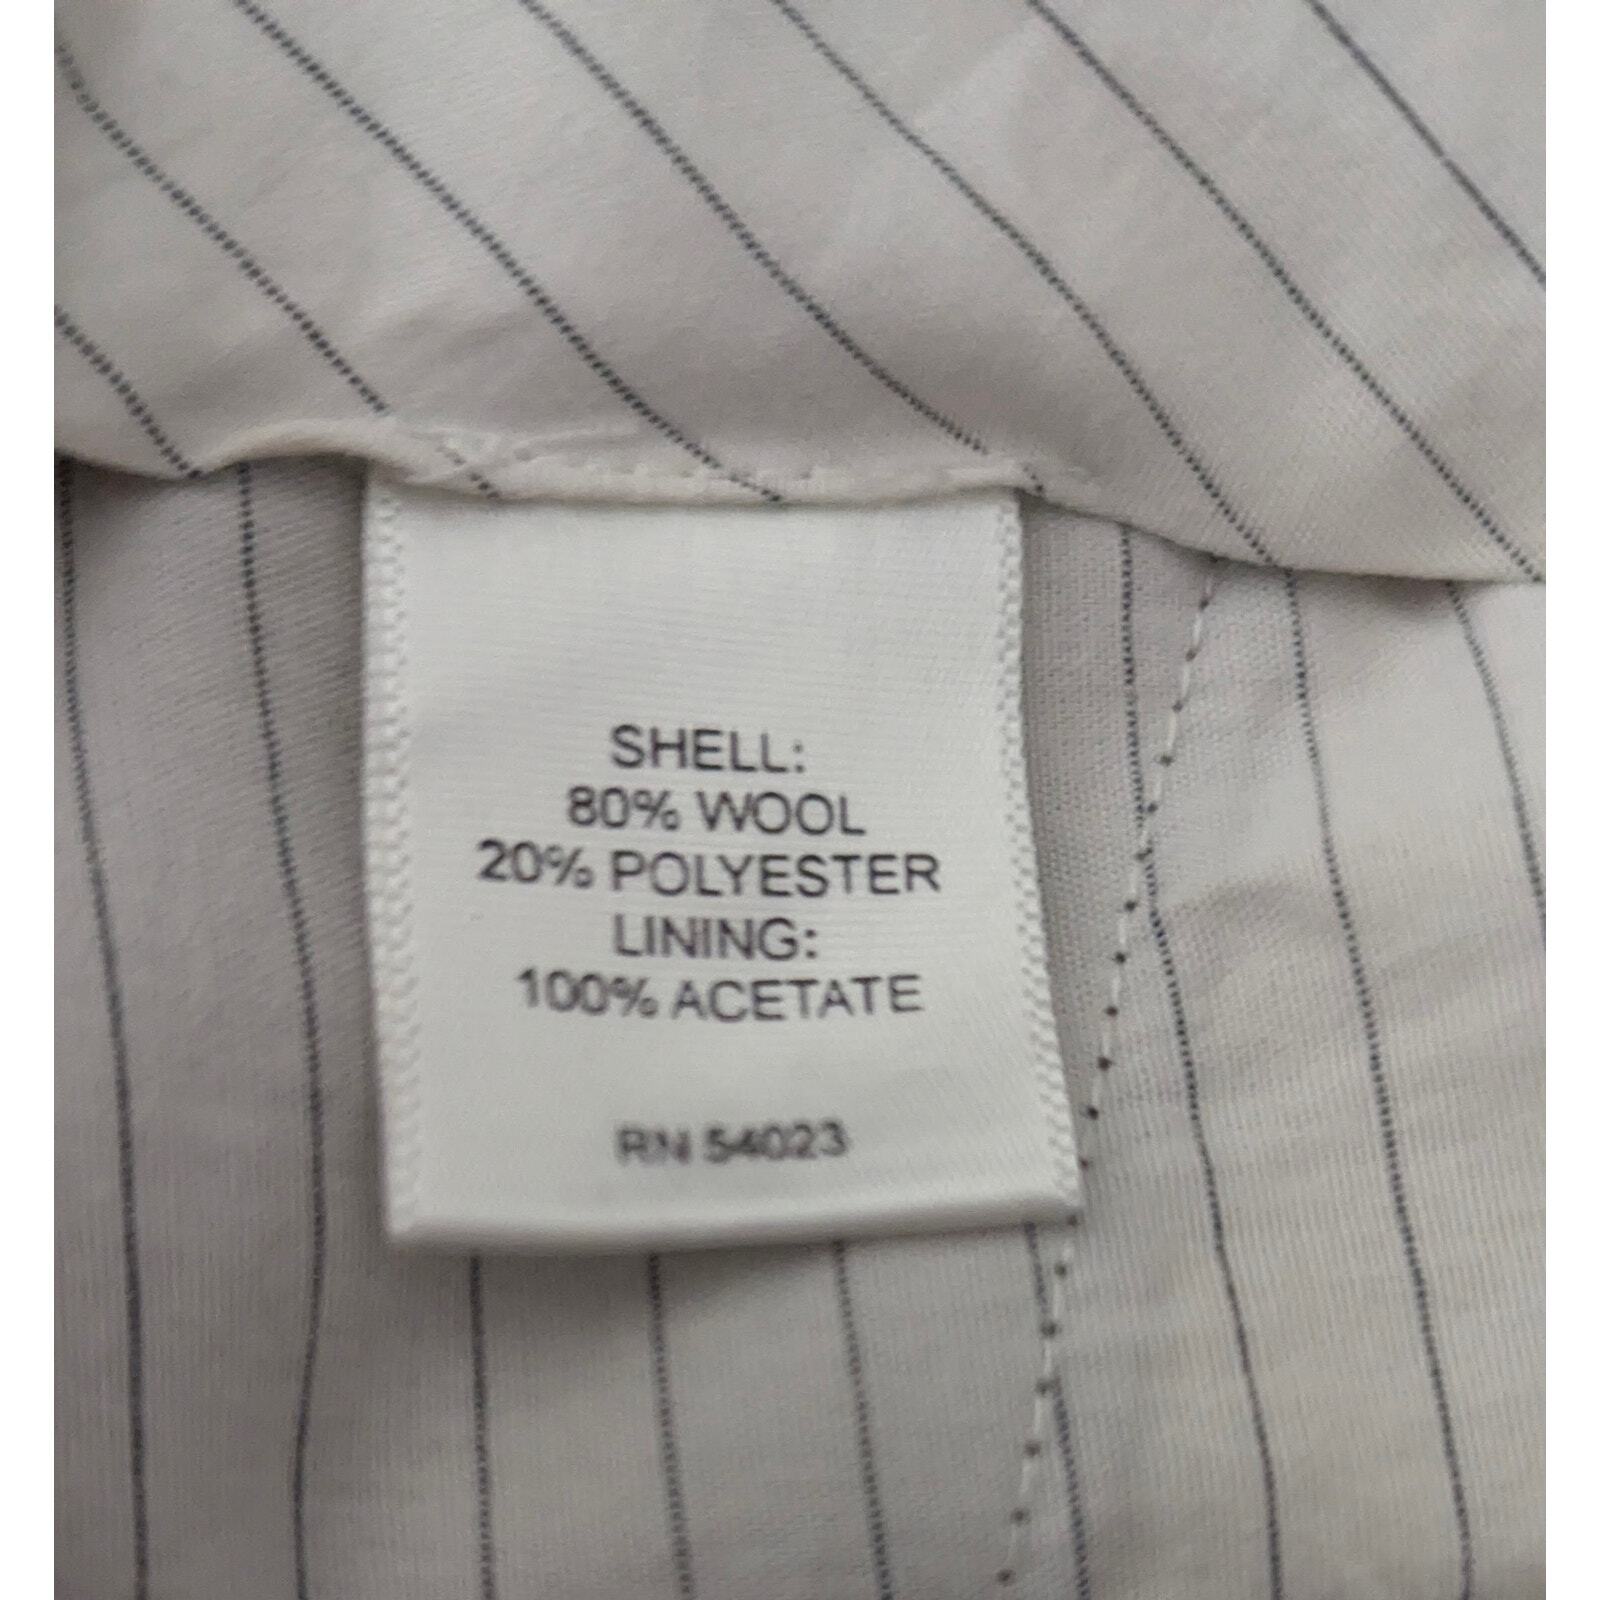 SHELL:
80% WOOL
20% POLYESTER
LINING:
100% ACETATE
RN 54023